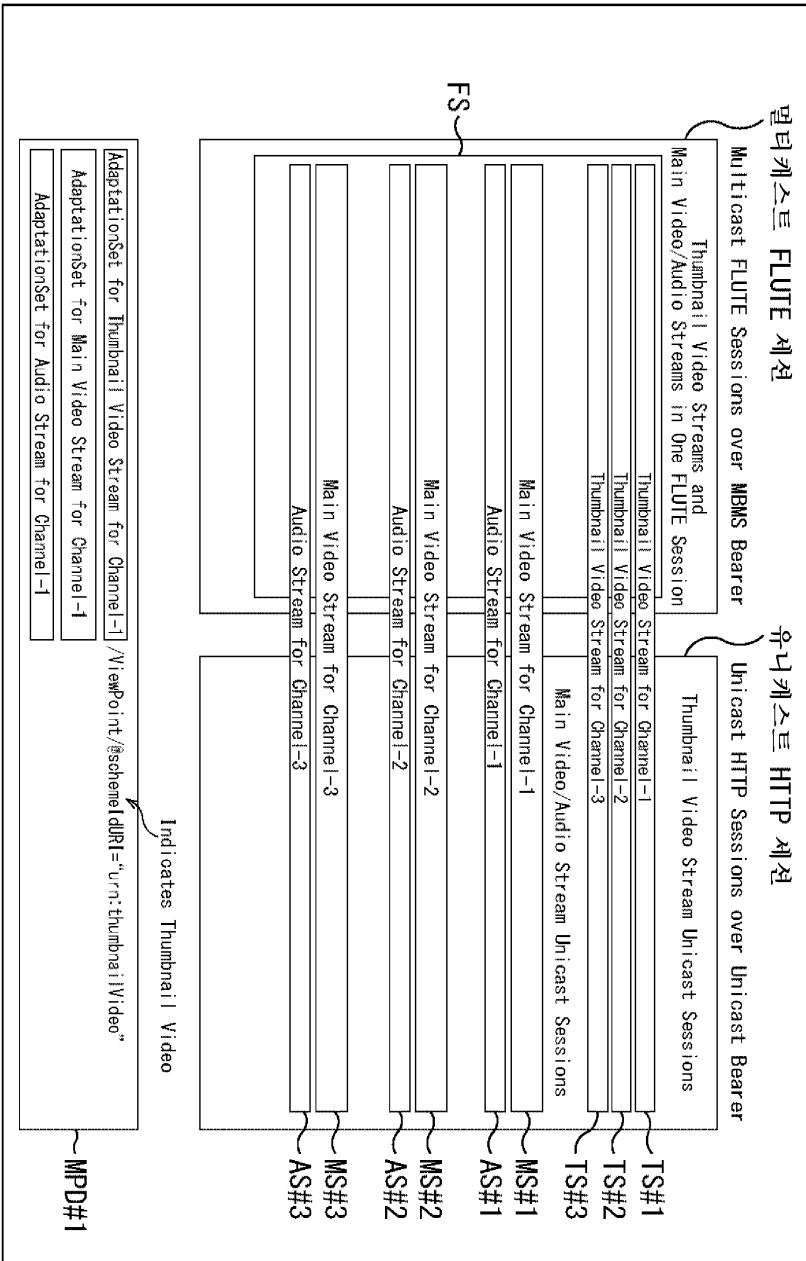 멀티캐스트 FLUTE 세션
Multicast FLUTE Sessions over MBMS Bearer
Thumbnail Video Streams and
Main Video/Audio Streams in One FLUTE Session
FS
유니캐스트 HTTP 세션
Unicast HTTP Sessions over Unicast Bearer
Thumbnail Video Stream Unicast Sessions
Thumbnail Video Stream for Channel-1
TS#1
Thumbnail Video Stream for Channel-2
TS#2
Thumbnail Video Stream for Channel-3
TS#3
Main Video/Audio Stream Unicast Sessions
Main Video Stream for Channel-1
MS#1
Audio Stream for Channel-1
AS#1
Main Video Stream for Channel-2
MS#2
Audio Stream for Channel-2
AS#2
Main Video Stream for Channel-3
MS#3
Audio Stream for Channel-3
AS#3
Indicates Thumbnail Video
AdaptationSet for Thumbnail Video Stream for Channel-1 /ViewPoint/@schemeIdURI="urn:thumbnailVideo"
AdaptationSet for Main Video Stream for Channel-1
AdaptationSet for Audio Stream for Channel-1
MPD#1